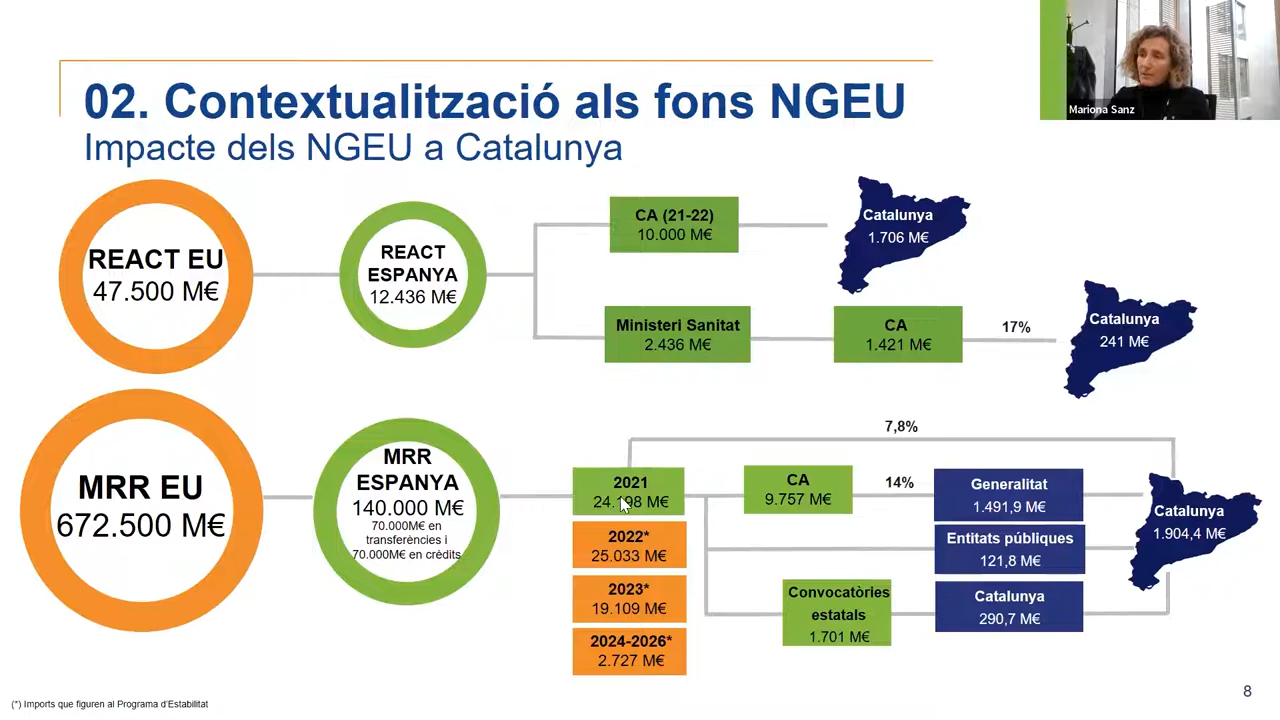 02. Contextualització als fons NGEU
Impacte dels NGEU a Catalunya
Mariona Sanz
REACT EU
47.500 M€
REACT
ESPANYA
12.436 M€
CA (21-22)
10.000 M€
Catalunya
1.706 M€
Ministeri Sanitat
2.436 M€
CA
1.421 M€
17%
Catalunya
241 M€
MRR EU
672.500 M€
MRR
ESPANYA
140.000 M€
70.000M€ en
transferències i
70.000M€ en crèdits
7,8%
2021
M€
2022*
25.033 M€
2023*
19.109 M€
2024-2026*
2.727 M€
CA
9.757 M€
14%
Generalitat
1.491,9 M€
Entitats públiques
121,8 M€
Convocatòries
estatals
1.701 M€
Catalunya
290,7 M€
Catalunya
1.904,4 M€
(*) Imports que figuren al Programa d'Estabilitat
8